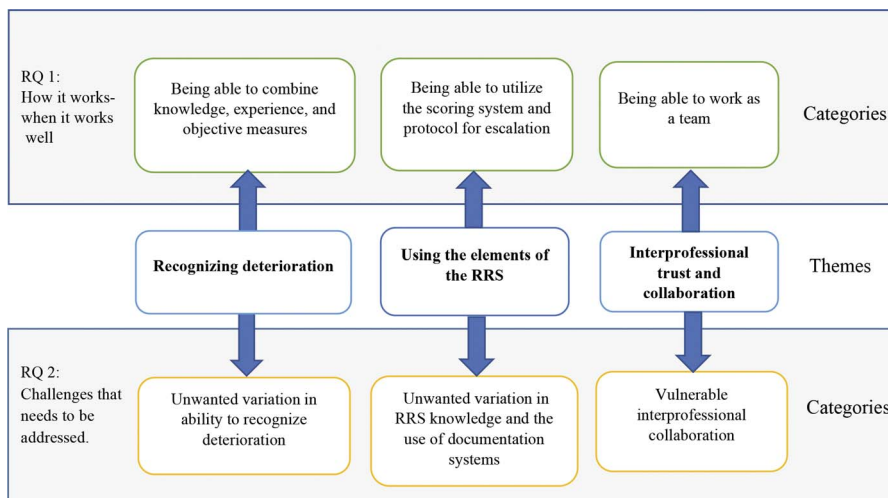 RQ 1:
How it works-
when it works
well
Being able to combine
knowledge, experience, and
objective measures
Being able to utilize
the scoring system and
protocol for escalation
Being able to work as
a team
Categories
Recognizing deterioration
Using the elements of
the RRS
Interprofessional
trust and
collaboration
Themes
RQ 2:
Challenges that
needs to be
addressed.
Unwanted variation in
ability to recognize
deterioration
Unwanted variation in
RRS knowledge and the
use of documentation
systems
Vulnerable
interprofessional
collaboration
Categories